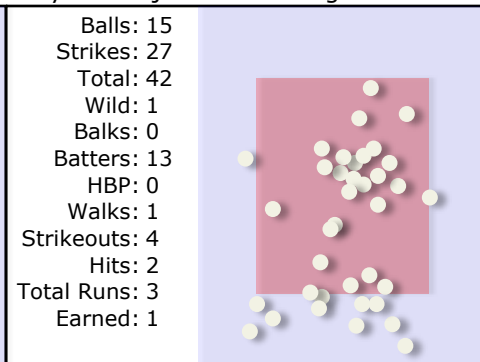 Balls: 15
Strikes: 27
Total: 42
Wild: 1
Balks: 0
Batters: 13
HBP: 0
Walks: 1
Strikeouts: 4
Hits: 2
Total Runs: 3
Earned: 1